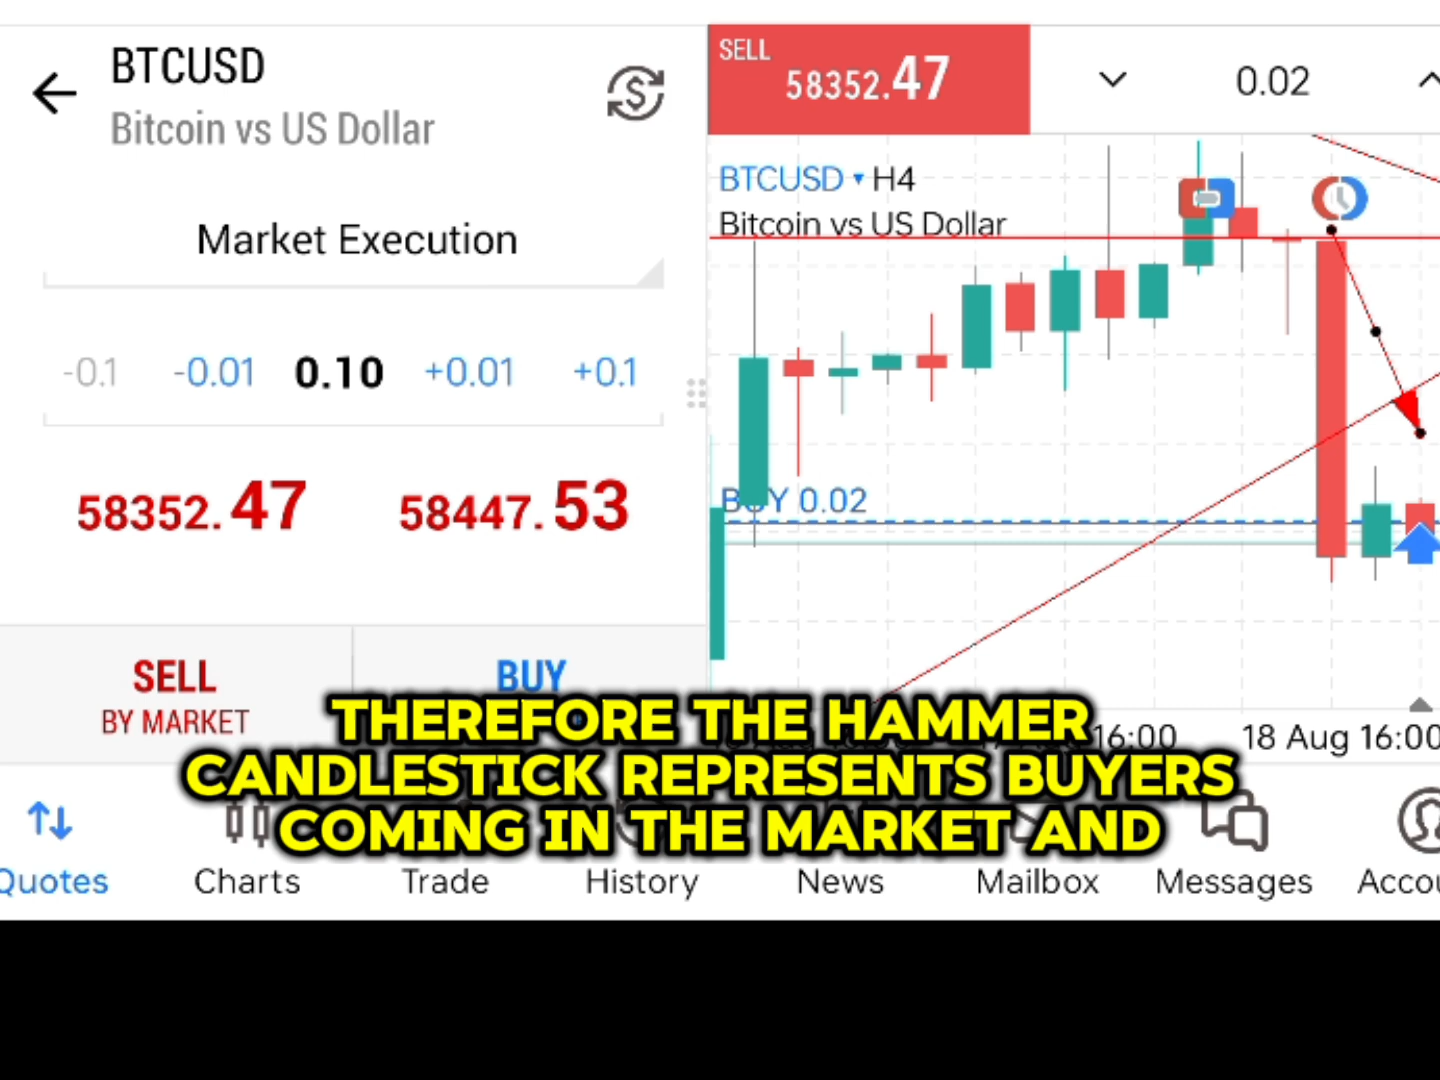 BTCUSD
Bitcoin vs US Dollar
Market Execution
-0.1 -0.01 0.10 +0.01 +0.1
58352.47 58447.53
SELL
BY MARKET
BUY
SELL
58352.47
0.02
BTCUSD H4
Bitcoin vs US Dollar
BUY 0.02
16:00 18 Aug 16:00
THEREFORE THE HAMMER
CANDLESTICK REPRESENTS BUYERS
COMING IN THE MARKET AND
Quotes Charts Trade History News Mailbox Messages